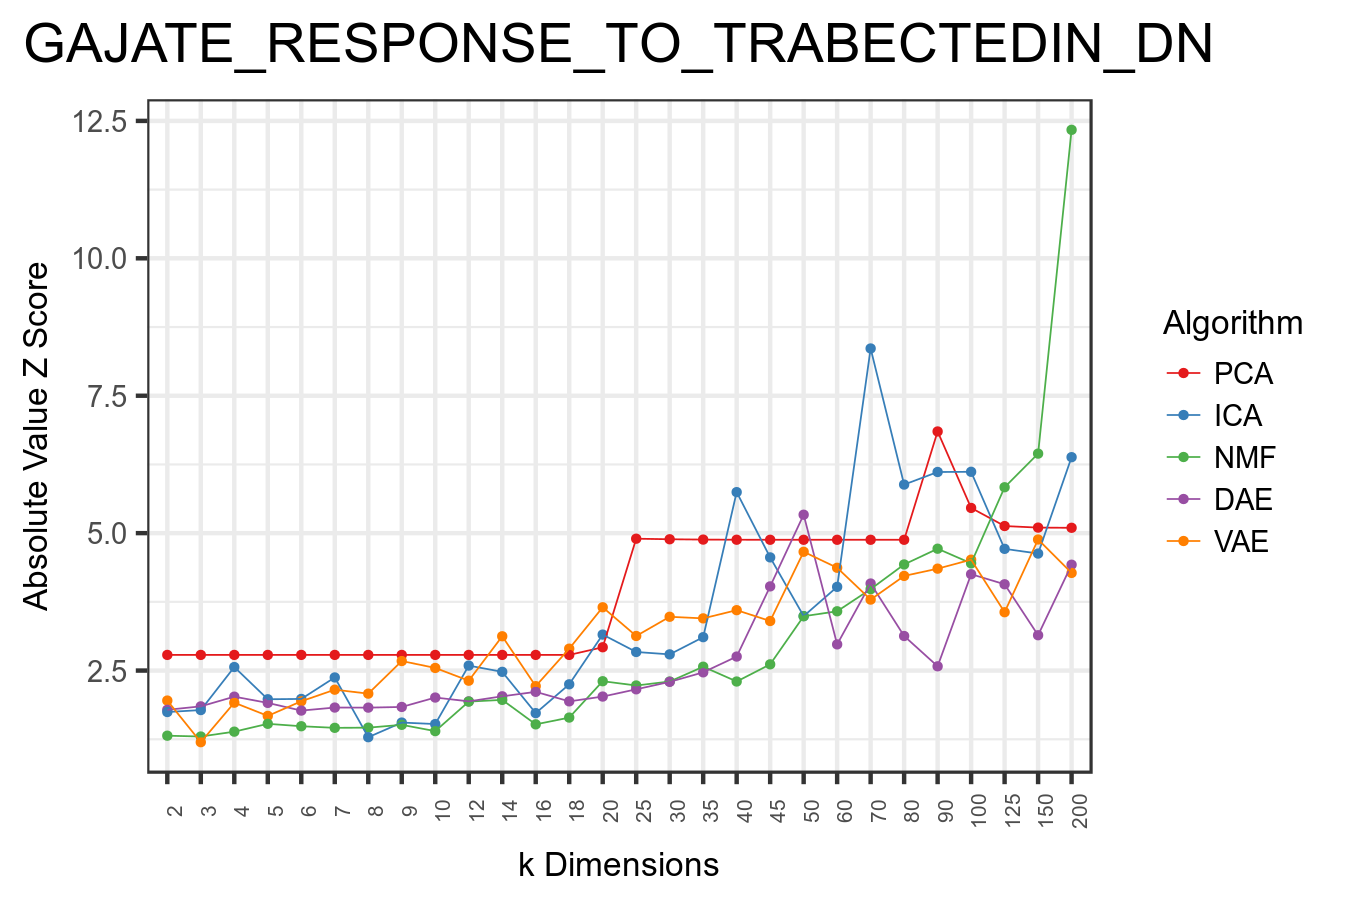 GAJATE_RESPONSE_TO_TRABECTEDIN_DN
Absolute Value Z Score
12.5
10.0
7.5
5.0
2.5
2 3 4 5 6 7 8 9 10 12 14 16 18 20 25 30 35 40 45 50 60 70 80 90 100 125 150 200
k Dimensions
Algorithm
PCA
ICA
NMF
DAE
VAE